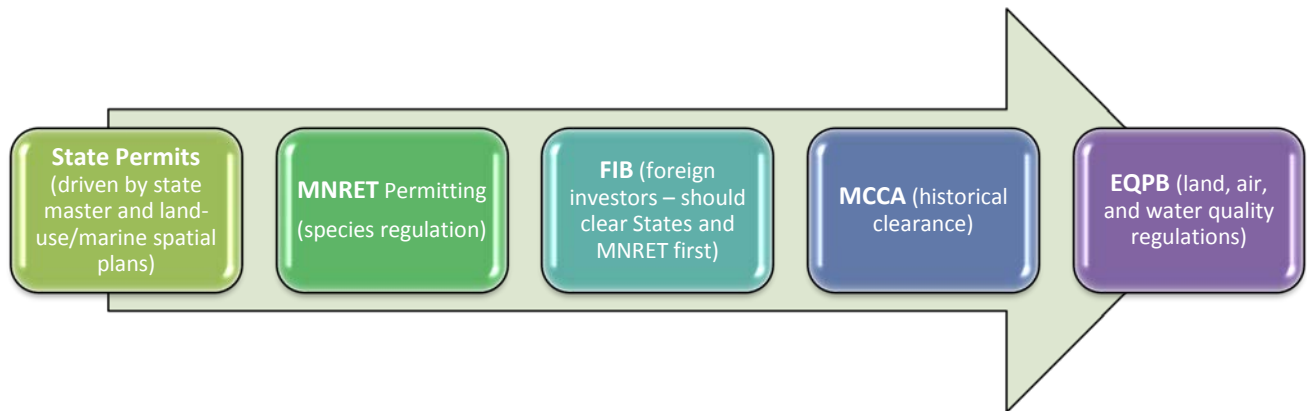 State Permits
(driven by state
master and land-
use/marine spatial
plans)
MNRET Permitting
(species regulation)
FIB (foreign
investors – should
clear States and
MNRET first)
MCCA (historical
clearance)
EQPB (land, air,
and water quality
regulations)